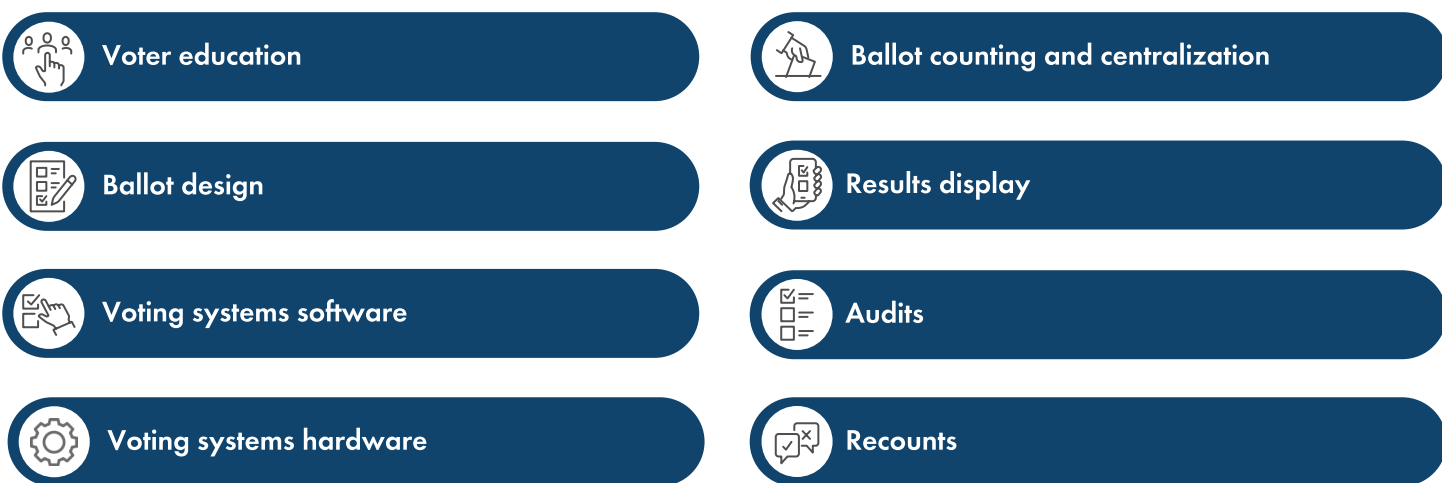 Voter education
Ballot design
Voting systems software
Voting systems hardware
Ballot counting and centralization
Results display
Audits
Recounts